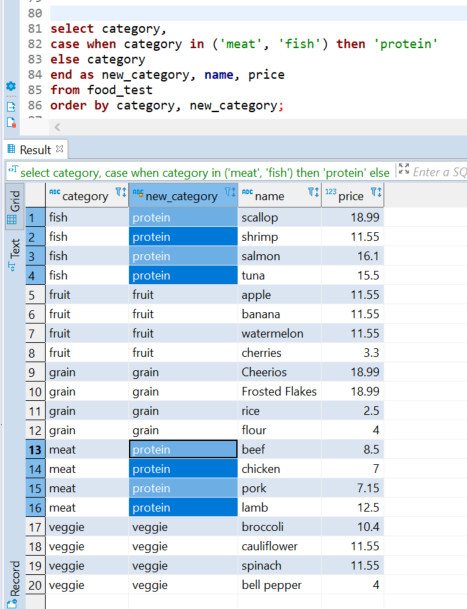 80
81 select category,
82 case when category in ('meat', 'fish') then 'protein'
83 else category
84 end as new_category, name, price
85 from food_test
86 order by category, new_category;
Result
select category, case when category in ('meat', 'fish') then 'protein' else Enter a SQ
Grid
Text
Record
ABC category ABC new_category ABC name 123 price
1 fish protein scallop 18.99
2 fish protein shrimp 11.55
3 fish protein salmon 16.1
4 fish protein tuna 15.5
5 fruit fruit apple 11.55
6 fruit fruit banana 11.55
7 fruit fruit watermelon 11.55
8 fruit fruit cherries 3.3
9 grain grain Cheerios 18.99
10 grain grain Frosted Flakes 18.99
11 grain grain rice 2.5
12 grain grain flour 4
13 meat protein beef 8.5
14 meat protein chicken 7
15 meat protein pork 7.15
16 meat protein lamb 12.5
17 veggie veggie broccoli 10.4
18 veggie veggie cauliflower 11.55
19 veggie veggie spinach 11.55
20 veggie veggie bell pepper 4